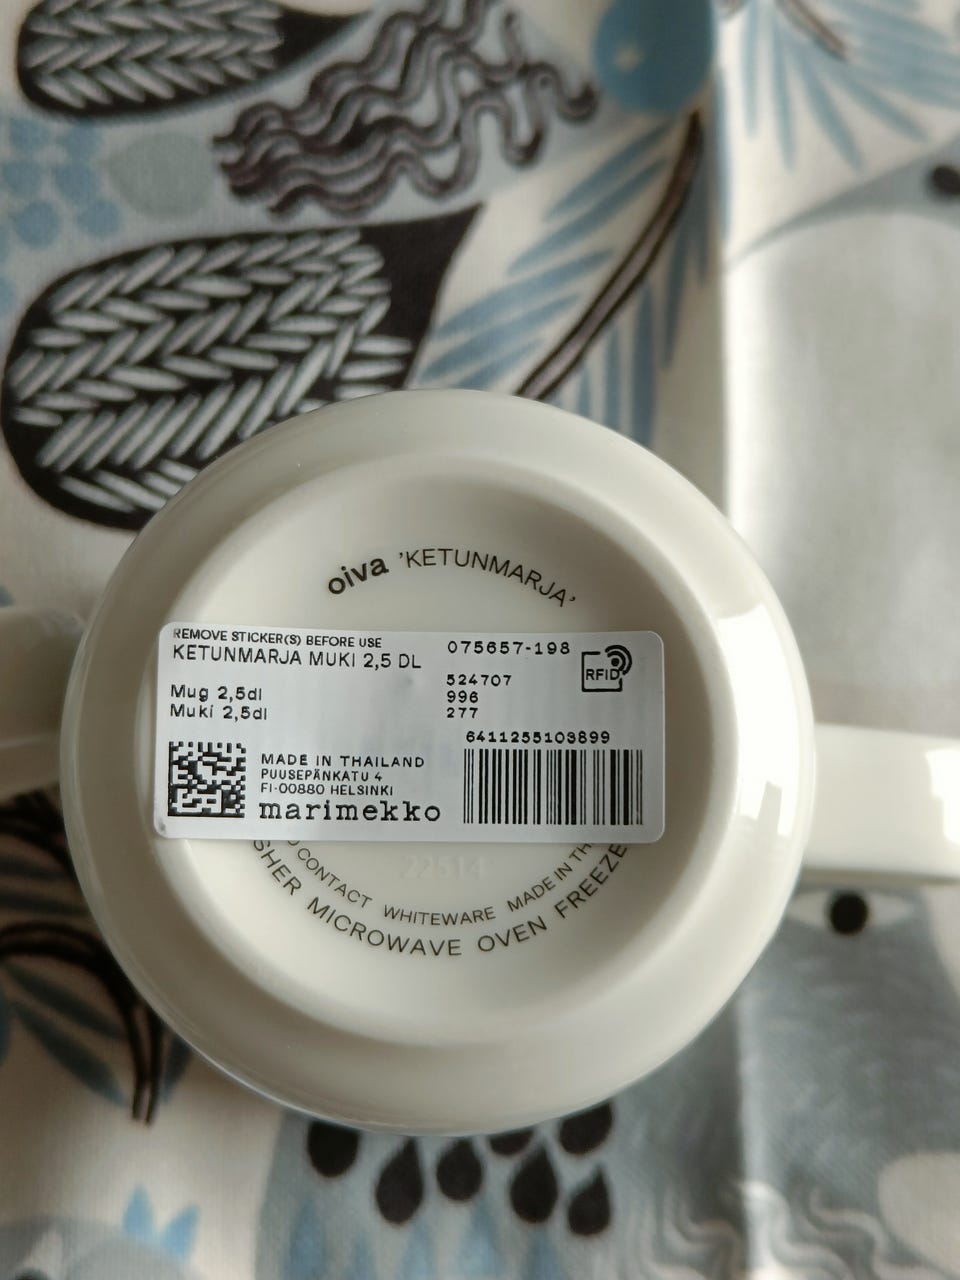 oiva 'KETUNMARJA'
REMOVE STICKER(S) BEFORE USE
KETUNMARJA MUKI 2,5 DL
075657-198
RFID
524707
Mug 2,5dl
996
Muki 2,5dl
277
6411255103899
MADE IN THAILAND
PUUSEPÄNKATU 4
FI-00880 HELSINKI
marimekko
22514
CONTACT WHITEWARE MADE IN TH
SHER MICROWAVE OVEN FREEZE